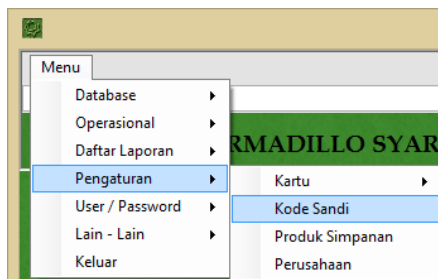 Menu
Database
Operasional
Daftar Laporan
Pengaturan
User / Password
Lain - Lain
Keluar
RMADILLO SYAR
Kartu
Kode Sandi
Produk Simpanan
Perusahaan